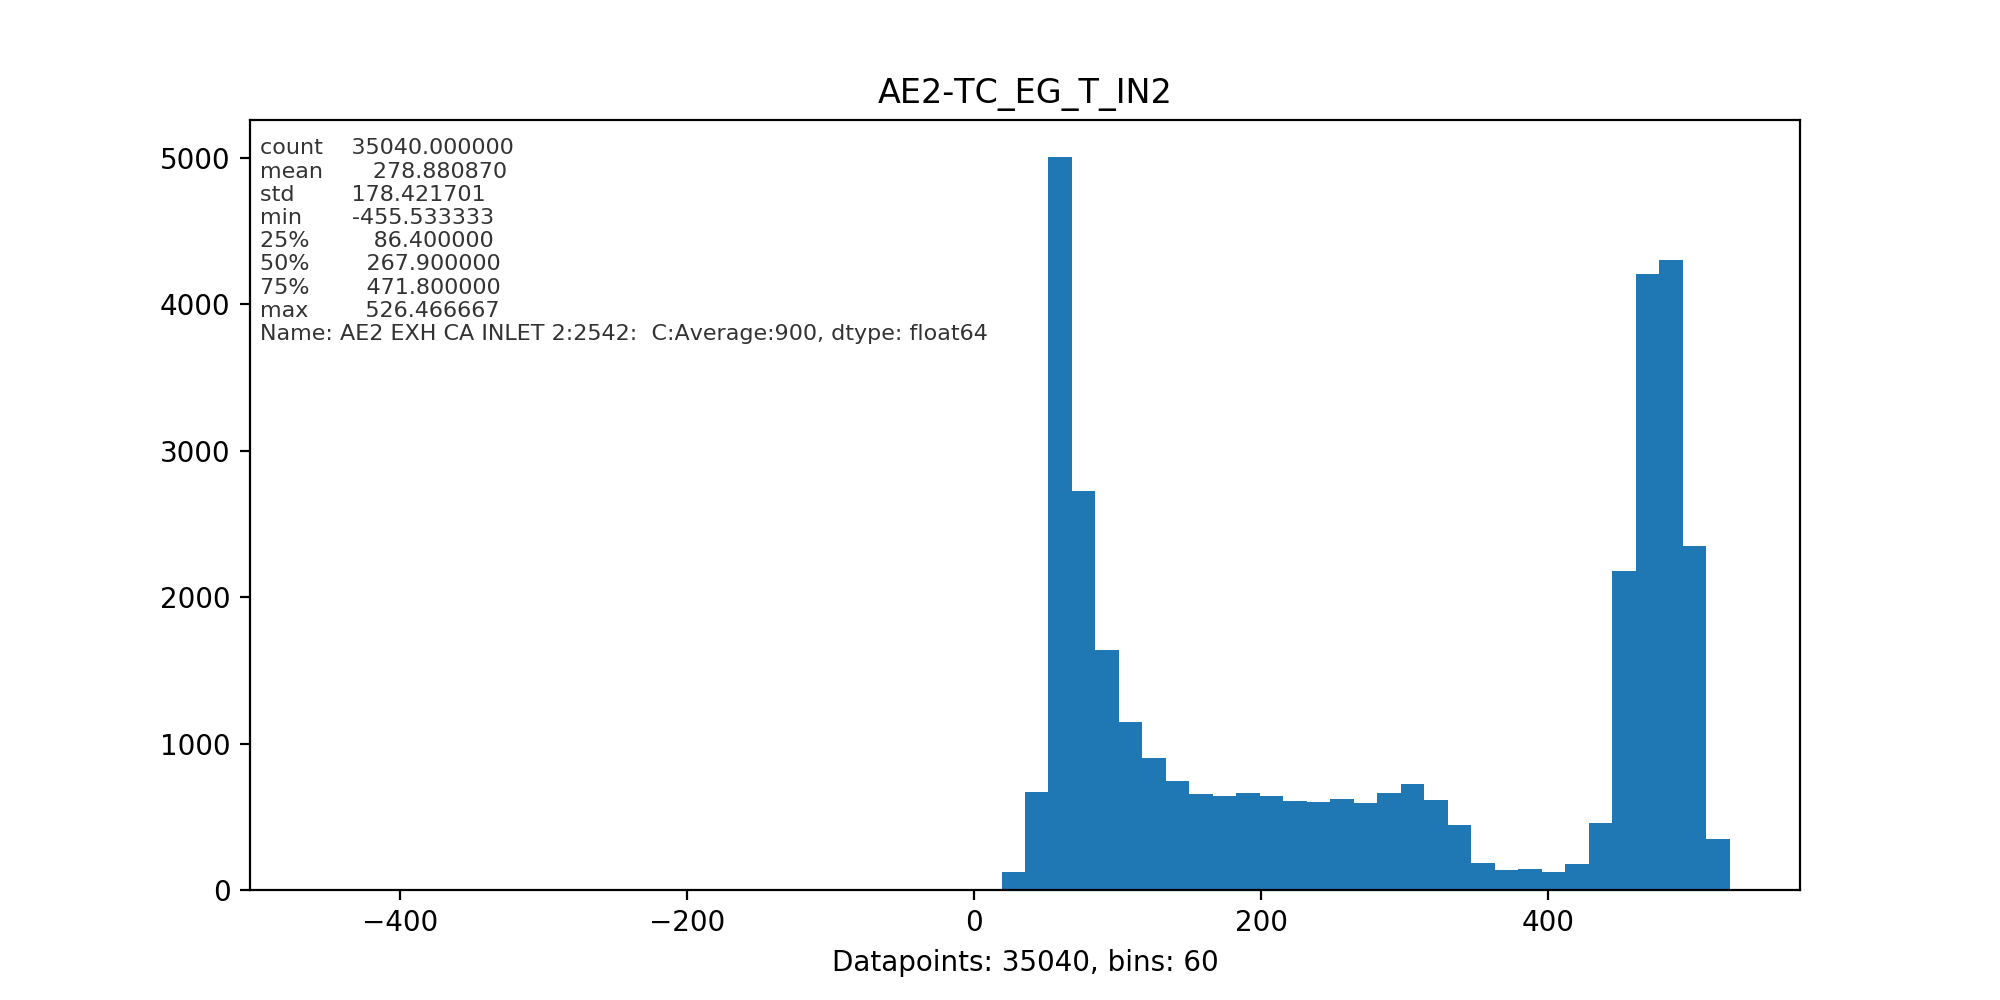 AE2-TC_EG_T_IN2
count 35040.000000
mean 278.880870
std 178.421701
min -455.533333
25% 86.400000
50% 267.900000
75% 471.800000
max 526.466667
Name: AE2 EXH CA INLET 2:2542: C:Average:900, dtype: float64
5000
4000
3000
2000
1000
0
−400 −200 0 200 400
Datapoints: 35040, bins: 60